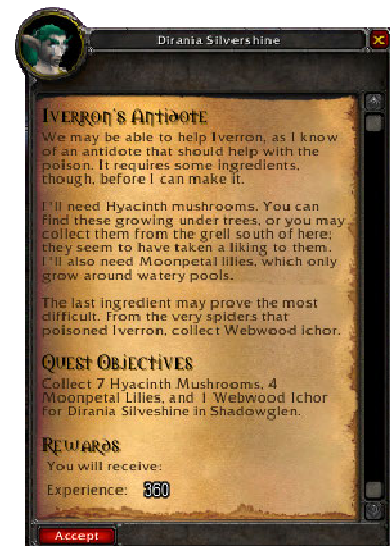 Dirania Silvershine
Iverron's Antidote
We may be able to help Iverron, as I know
of an antidote that should help with the
poison. It requires some ingredients,
though, before I can make it.
I'll need Hyacinth mushrooms. You can
find these growing under trees, or you may
collect them from the grell south of here;
they seem to have taken a liking to them.
I'll also need Moonpetal lilies, which only
grow around watery pools.
The last ingredient may prove the most
difficult. From the very spiders that
poisoned Iverron, collect Webwood ichor.
Quest Objectives
Collect 7 Hyacinth Mushrooms, 4
Moonpetal Lilies, and 1 Webwood Ichor
for Dirania Silveshine in Shadowglen.
Rewards
You will receive:
Experience: 360
Accept